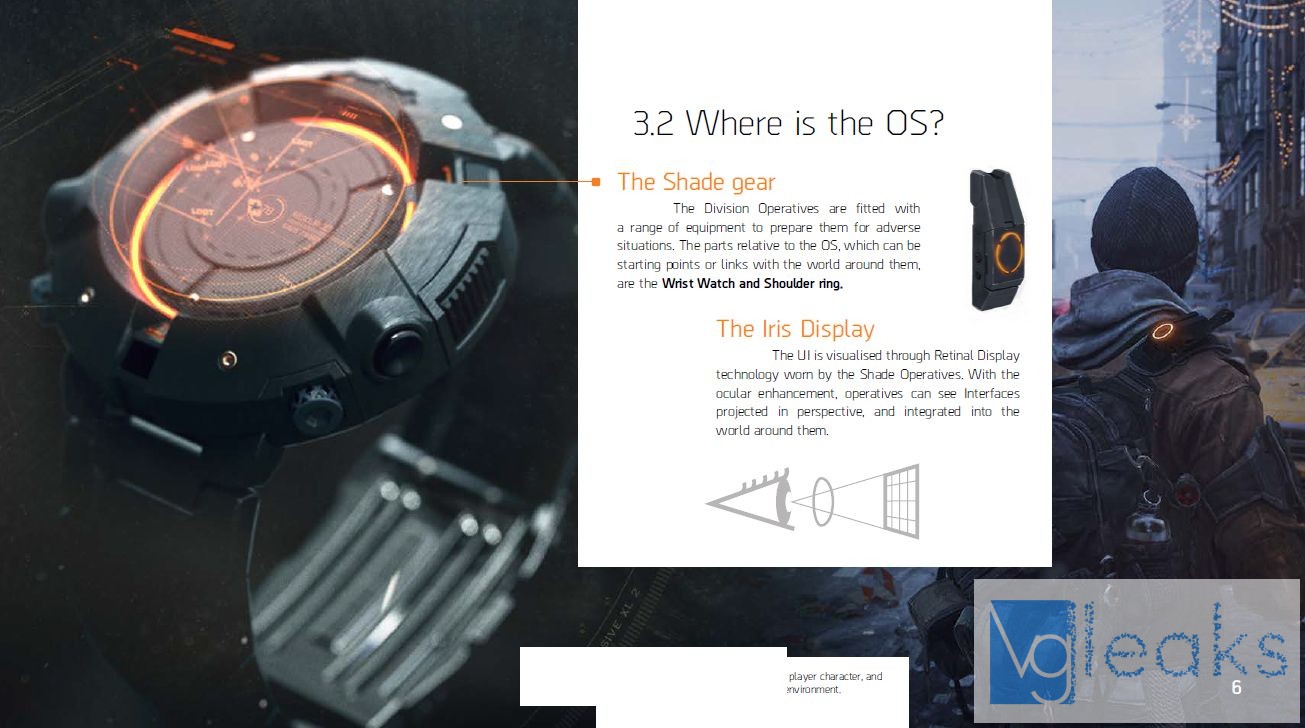 3.2 Where is the OS?
The Shade gear
The Division Operatives are fitted with
a range of equipment to prepare them for adverse
situations. The parts relative to the OS, which can be
starting points or links with the world around them,
are the Wrist Watch and Shoulder ring.
The Iris Display
The UI is visualised through Retinal Display
technology worn by the Shade Operatives. With the
ocular enhancement, operatives can see Interfaces
projected in perspective, and integrated into the
world around them.
LOOT
LOOT
SIVE XL 2
player character, and
environment.
Vgleaks
6